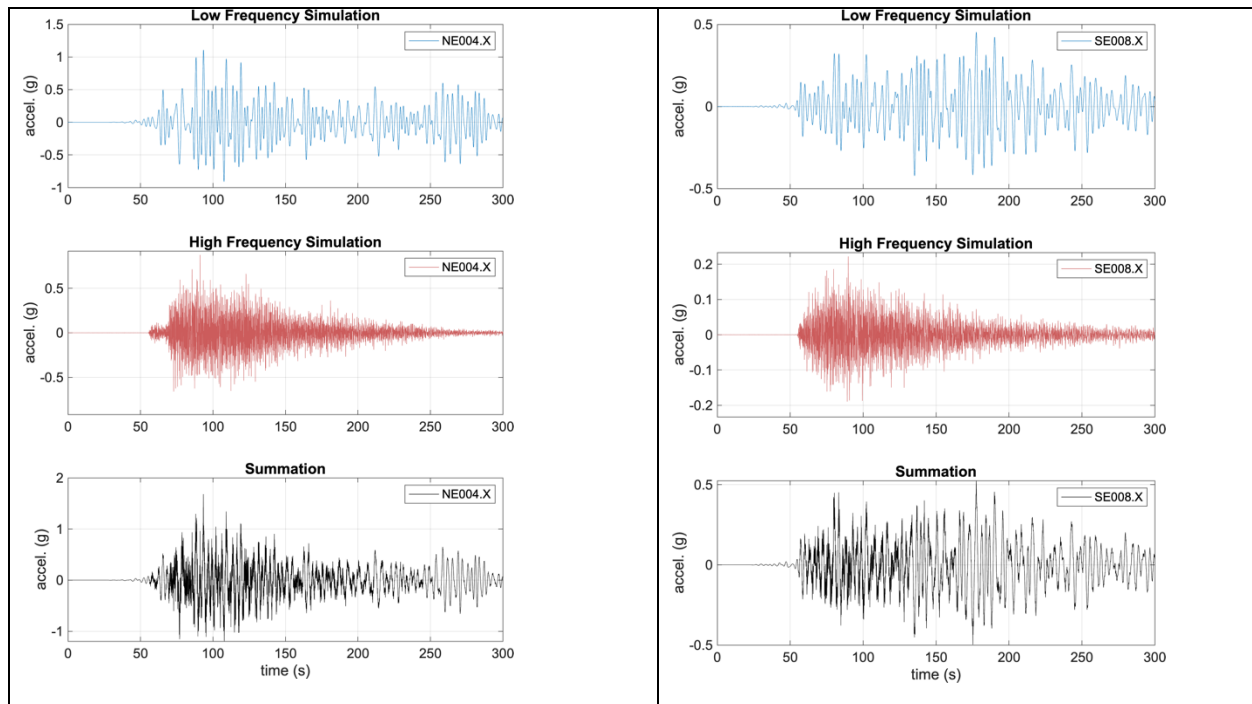 Low Frequency Simulation
NE004.X
accel. (g)
1.5
1
0.5
0
-0.5
-1
0 50 100 150 200 250 300
High Frequency Simulation
NE004.X
accel. (g)
0.5
0
-0.5
0 50 100 150 200 250 300
Summation
NE004.X
accel. (g)
2
1
0
-1
0 50 100 150 200 250 300
time (s)
Low Frequency Simulation
SE008.X
accel. (g)
0.5
0
-0.5
0 50 100 150 200 250 300
High Frequency Simulation
SE008.X
accel. (g)
0.2
0.1
0
-0.1
-0.2
0 50 100 150 200 250 300
Summation
SE008.X
accel. (g)
0.5
0
-0.5
0 50 100 150 200 250 300
time (s)